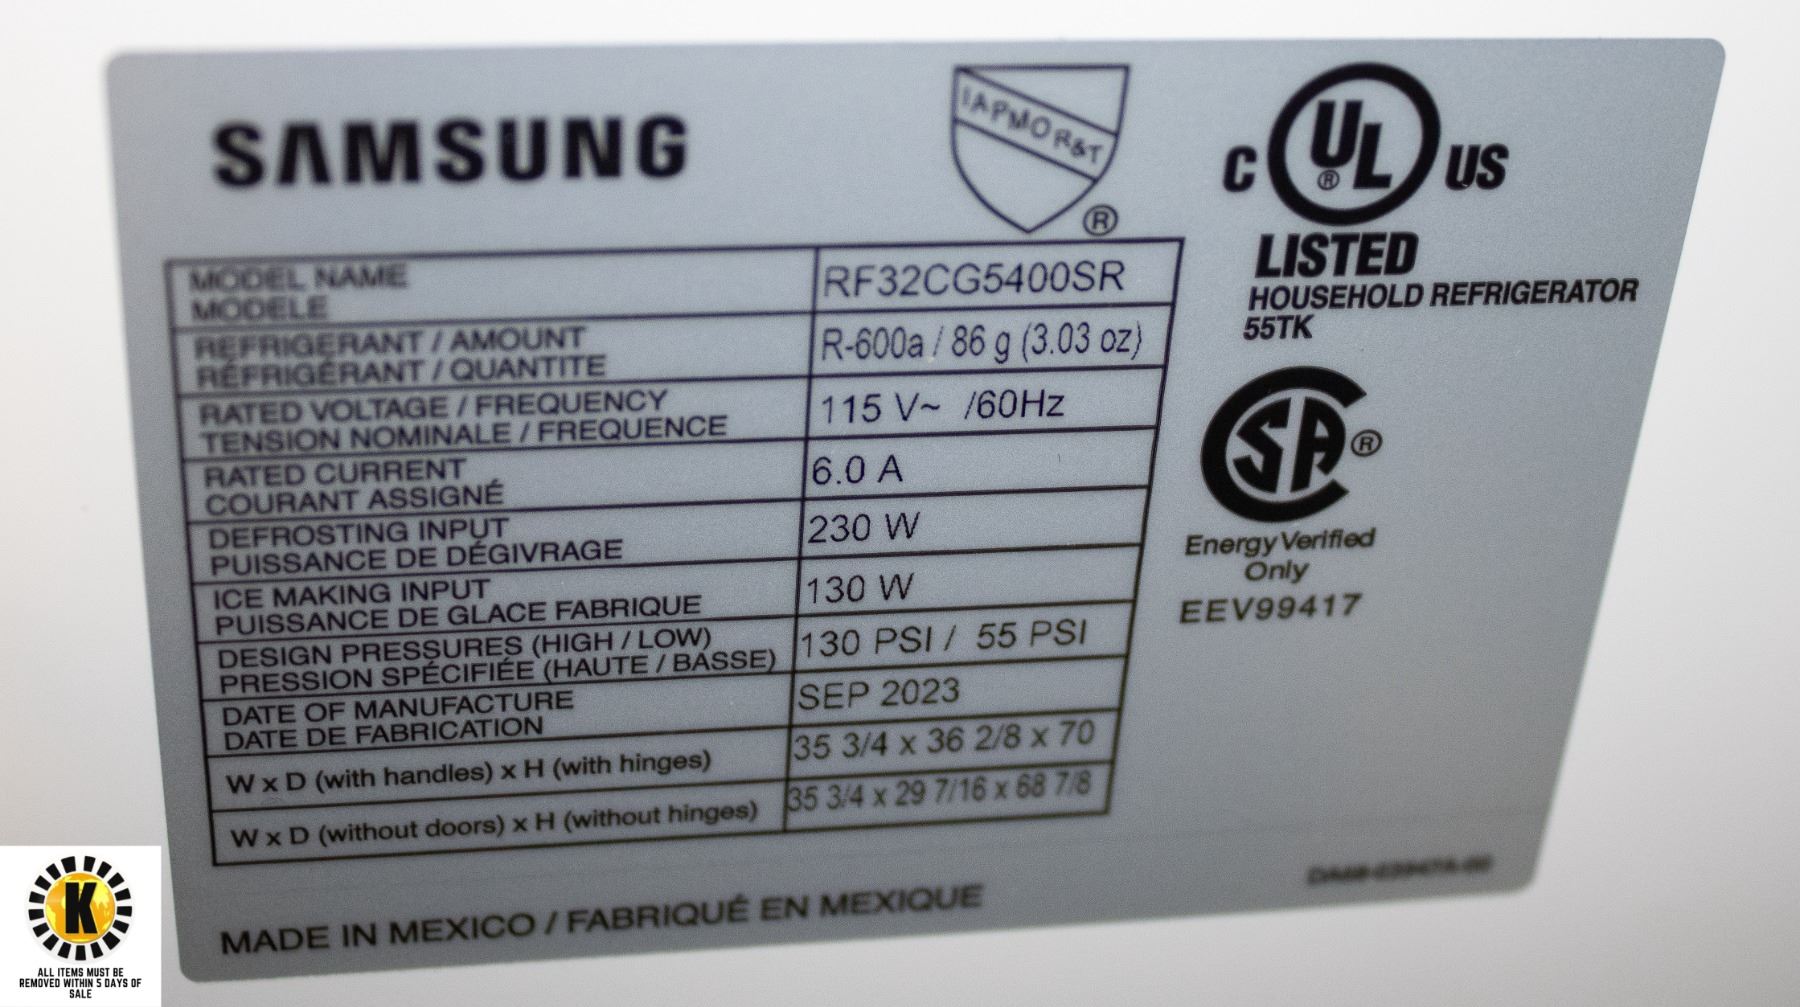 SAMSUNG
IAPMO R&T
®
C UL® US
LISTED
HOUSEHOLD REFRIGERATOR
55TK
SA®
Energy Verified
Only
EEV99417
MODEL NAME
MODELE
RF32CG5400SR
REFRIGERANT / AMOUNT
RÉFRIGÉRANT / QUANTITE
R-600a / 86 g (3.03 oz)
RATED VOLTAGE / FREQUENCY
TENSION NOMINALE / FREQUENCE
115 V~ /60Hz
RATED CURRENT
COURANT ASSIGNÉ
6.0 A
DEFROSTING INPUT
PUISSANCE DE DÉGIVRAGE
230 W
ICE MAKING INPUT
PUISSANCE DE GLACE FABRIQUE
130 W
DESIGN PRESSURES (HIGH / LOW)
PRESSION SPÉCIFIÉE (HAUTE / BASSE)
130 PSI / 55 PSI
DATE OF MANUFACTURE
DATE DE FABRICATION
SEP 2023
W x D (with handles) x H (with hinges)
35 3/4 x 36 2/8 x 70
W x D (without doors) x H (without hinges)
35 3/4 x 29 7/16 x 68 7/8
MADE IN MEXICO / FABRIQUÉ EN MEXIQUE
K
ALL ITEMS MUST BE
REMOVED WITHIN 5 DAYS OF
SALE